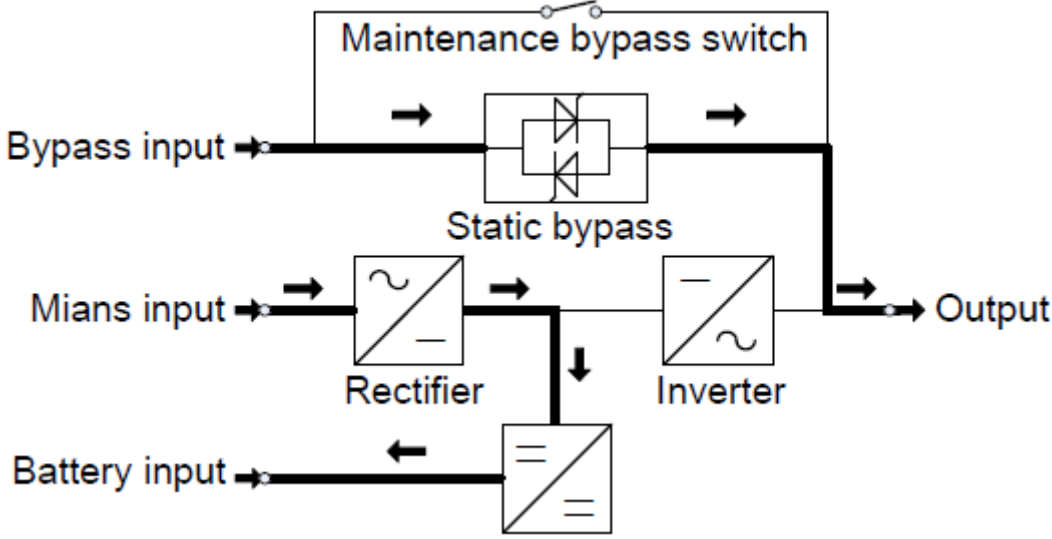 Maintenance bypass switch
Bypass input
Static bypass
Mians input
Output
Rectifier
Inverter
Battery input